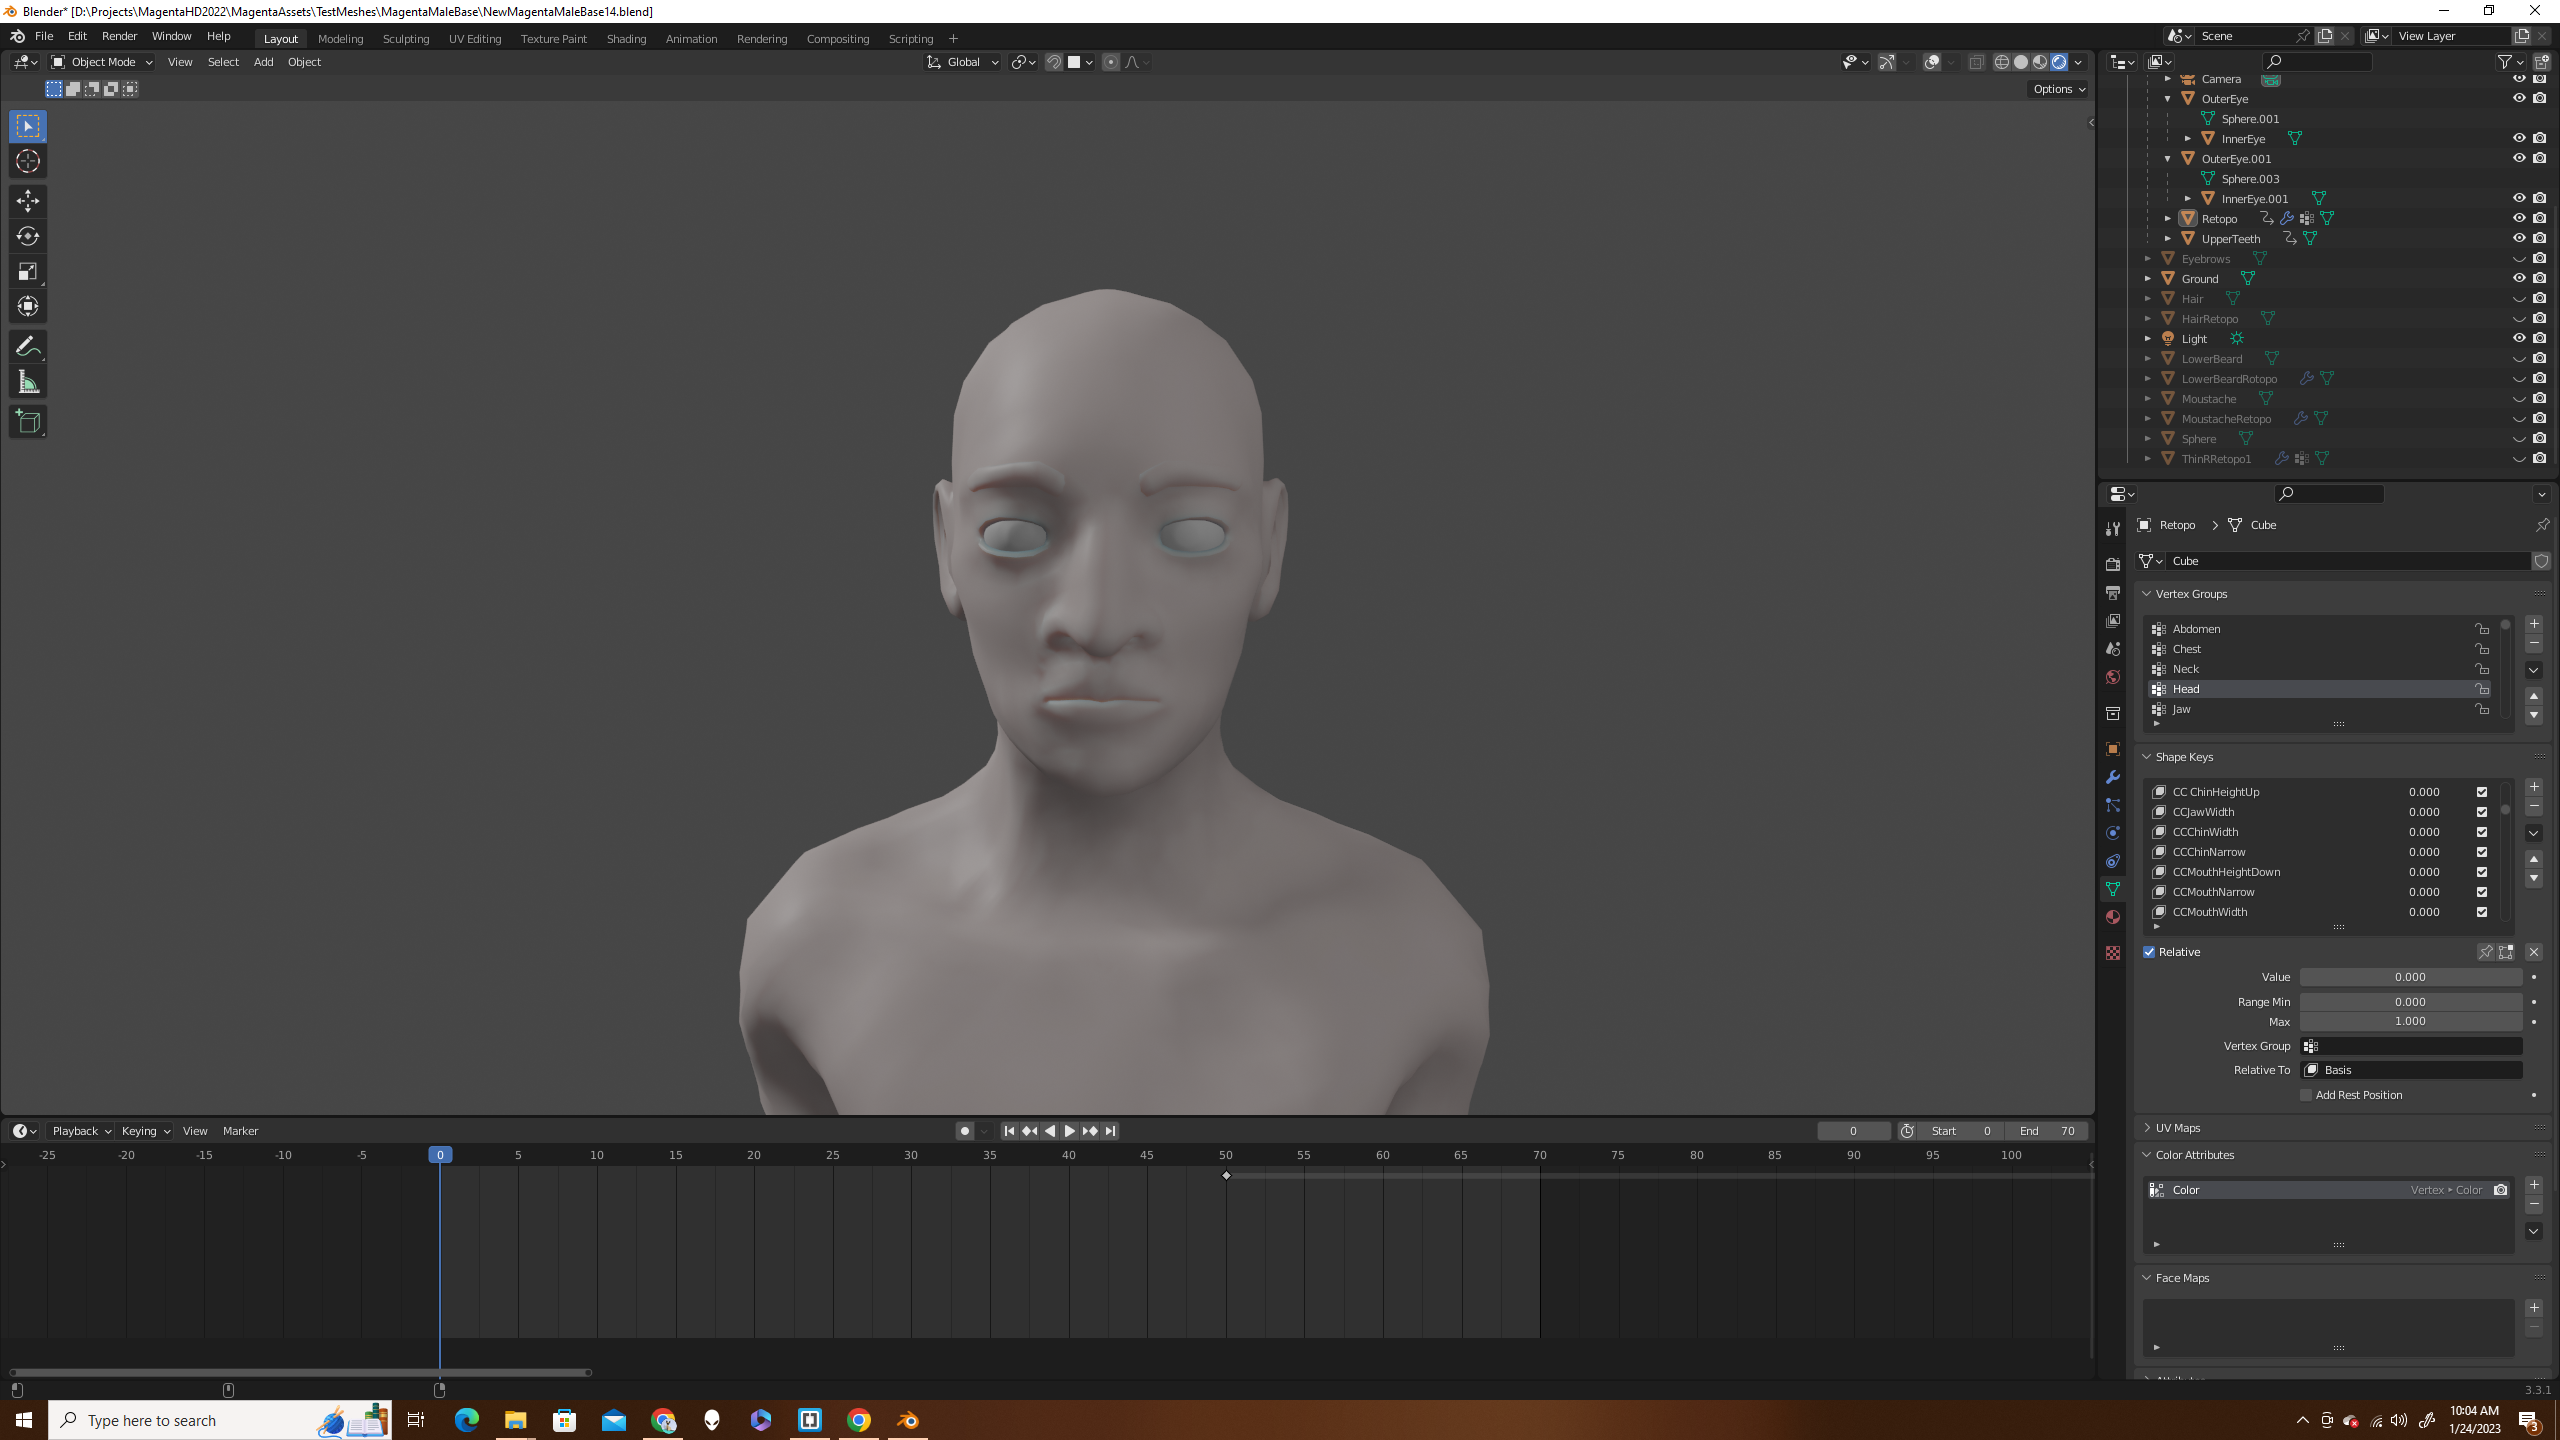 Blender* [D:\Projects\MagentaHD2022\MagentaAssets\TestMeshes\MagentaMaleBase\NewMagentaMaleBase14.blend]
File Edit Render Window Help Layout Modeling Sculpting UV Editing Texture Paint Shading Animation Rendering Compositing Scripting Scene View Layer
Object Mode View Select Add Object Global
Options
Camera
OuterEye
Sphere.001
InnerEye
OuterEye.001
Sphere.003
InnerEye.001
Retopo
UpperTeeth
Eyebrows
Ground
Hair
HairRetopo
Light
LowerBeard
LowerBeardRotopo
Moustache
MoustacheRetopo
Sphere
ThinRRetopo1
Retopo Cube
Cube
Vertex Groups
Abdomen
Chest
Neck
Head
Jaw
Shape Keys
CC ChinHeightUp 0.000
CCJawWidth 0.000
CCChinWidth 0.000
CCChinNarrow 0.000
CCMouthHeightDown 0.000
CCMouthNarrow 0.000
CCMouthWidth 0.000
Relative
Value 0.000
Range Min 0.000
Max 1.000
Vertex Group
Relative To Basis
Add Rest Position
UV Maps
Color Attributes
Color Vertex ▸ Color
Face Maps
Playback Keying View Marker 0 Start 0 End 70
-25 -20 -15 -10 -5 0 5 10 15 20 25 30 35 40 45 50 55 60 65 70 75 80 85 90 95 100
3.3.1
Type here to search
10:04 AM
1/24/2023
3